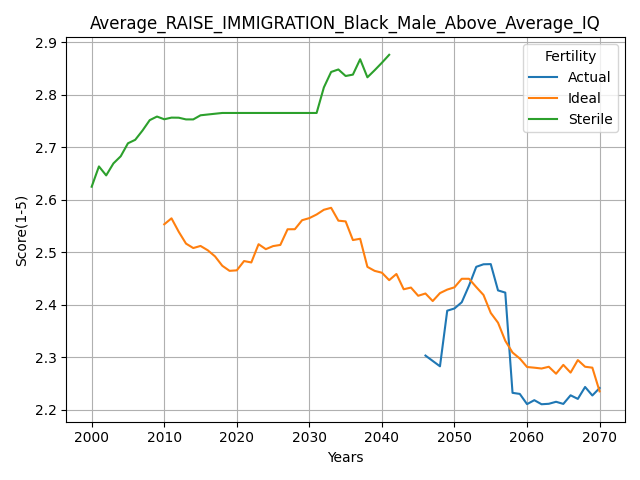 Average_RAISE_IMMIGRATION_Black_Male_Above_Average_IQ
Score(1-5)
2.9
2.8
2.7
2.6
2.5
2.4
2.3
2.2
Fertility
Actual
Ideal
Sterile
2000 2010 2020 2030 2040 2050 2060 2070
Years